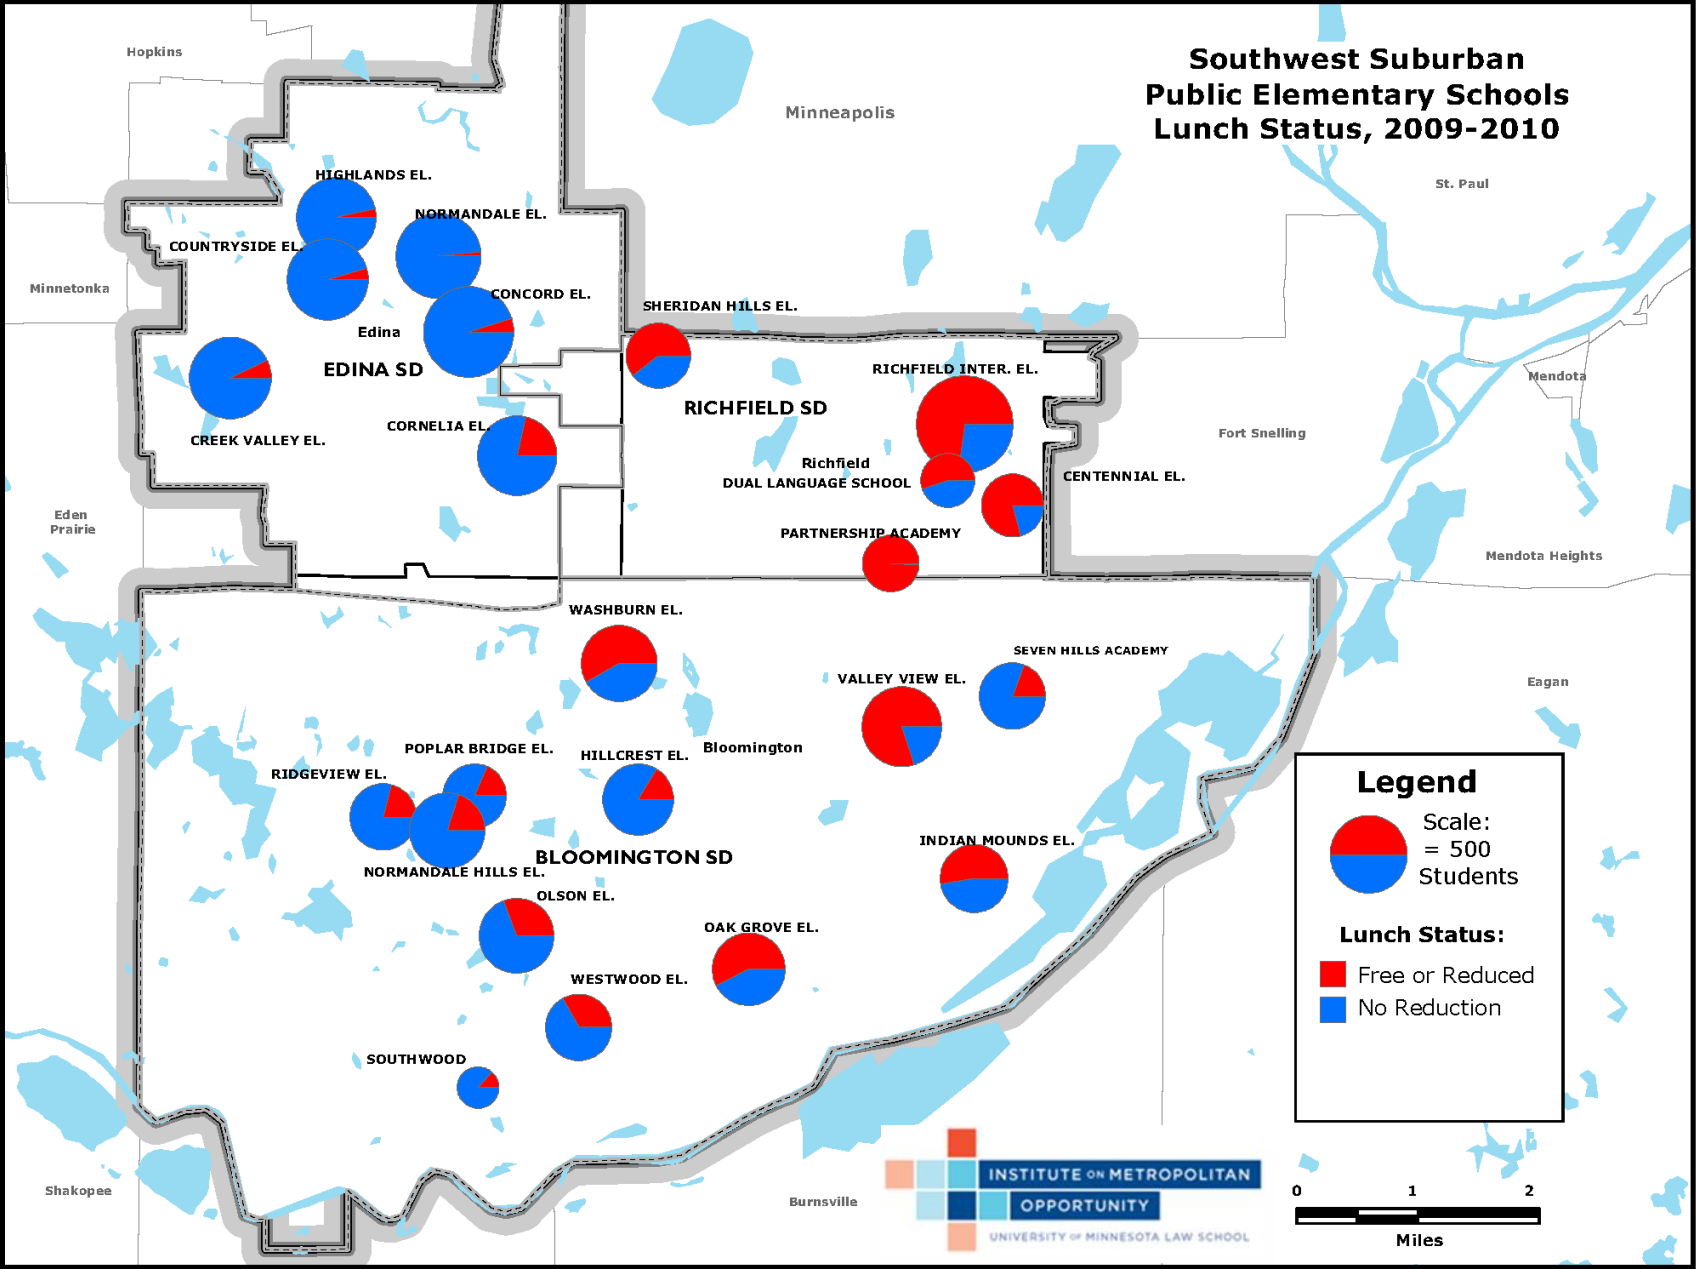 Southwest Suburban
Public Elementary Schools
Lunch Status, 2009-2010
Hopkins
Minneapolis
St. Paul
HIGHLANDS EL.
NORMANDALE EL.
COUNTRYSIDE EL.
Minnetonka
CONCORD EL.
SHERIDAN HILLS EL.
Edina
EDINA SD
RICHFIELD INTER. EL.
Mendota
RICHFIELD SD
CORNELIA EL.
CREEK VALLEY EL.
Fort Snelling
Richfield
DUAL LANGUAGE SCHOOL
CENTENNIAL EL.
Eden
Prairie
PARTNERSHIP ACADEMY
Mendota Heights
WASHBURN EL.
SEVEN HILLS ACADEMY
VALLEY VIEW EL.
Eagan
POPLAR BRIDGE EL.
HILLCREST EL.
Bloomington
RIDGEVIEW EL.
INDIAN MOUNDS EL.
BLOOMINGTON SD
NORMANDALE HILLS EL.
OLSON EL.
OAK GROVE EL.
WESTWOOD EL.
SOUTHWOOD
Shakopee
Burnsville
Legend
Scale:
= 500
Students
Lunch Status:
Free or Reduced
No Reduction
INSTITUTE ON METROPOLITAN
OPPORTUNITY
UNIVERSITY OF MINNESOTA LAW SCHOOL
0 1 2
Miles